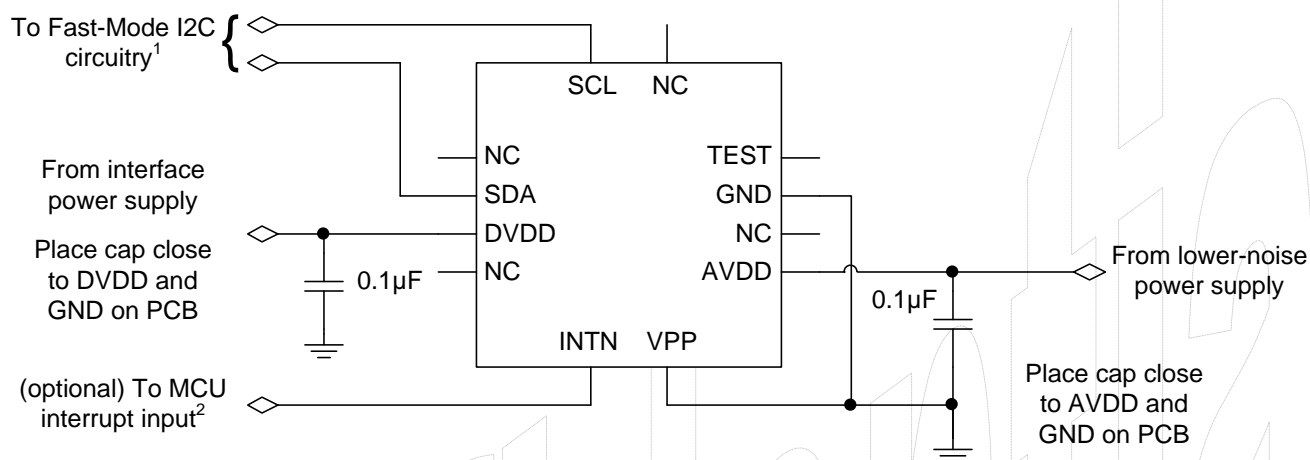 To Fast-Mode I2C
circuitry1
{
SCL NC
From interface
power supply
NC
SDA
DVDD
NC
TEST
GND
NC
AVDD
Place cap close
to DVDD and
GND on PCB
0.1µF
0.1µF
From lower-noise
power supply
INTN VPP
(optional) To MCU
interrupt input2
Place cap close
to AVDD and
GND on PCB